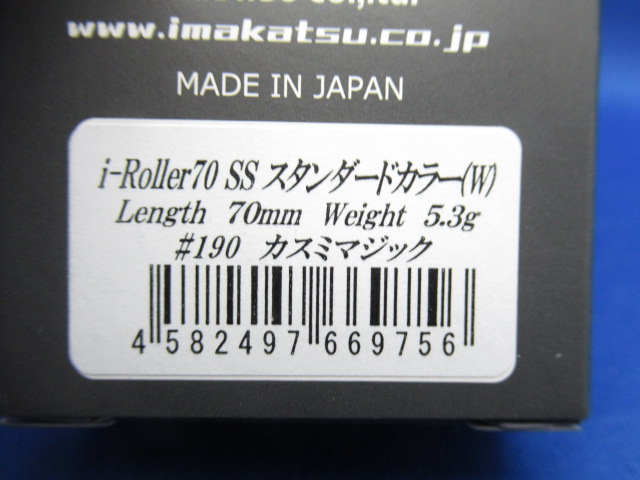 www.imakatsu.co.jp
MADE IN JAPAN
i-Roller70 SS スタンダードカラー(W)
Length 70mm Weight 5.3g
#190 カスミマジック
4 582497 669756